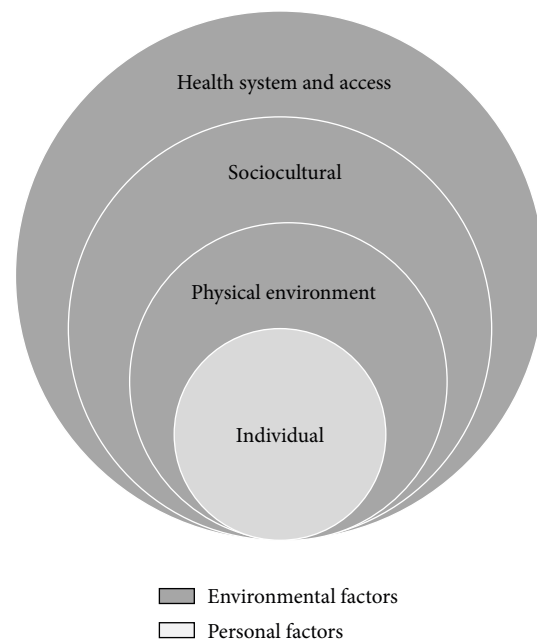 Health system and access
Sociocultural
Physical environment
Individual
Environmental factors
Personal factors